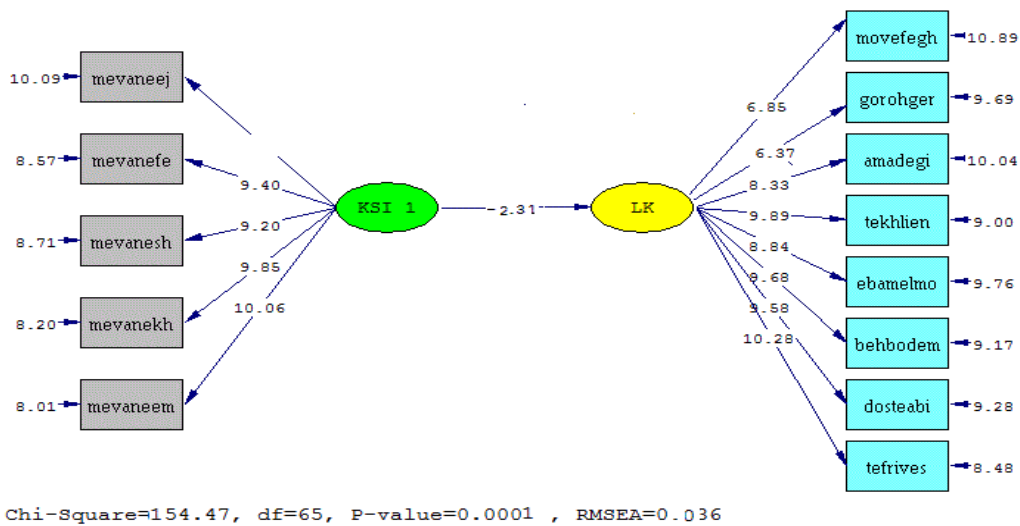 10.09 mevaneej
8.57 mevanefe
8.71 mevanesh
8.20 mevanekh
8.01 mevaneem
9.40
9.20
9.85
10.06
KSI 1
-2.31
LK
6.85
6.37
8.33
9.89
8.84
9.68
9.58
10.28
movefegh 10.89
gorohger 9.69
amadegi 10.04
tekhlien 9.00
ebamelmo 9.76
behbodem 9.17
dosteabi 9.28
tefrives 8.48
Chi-Square=154.47, df=65, P-value=0.0001 , RMSEA=0.036